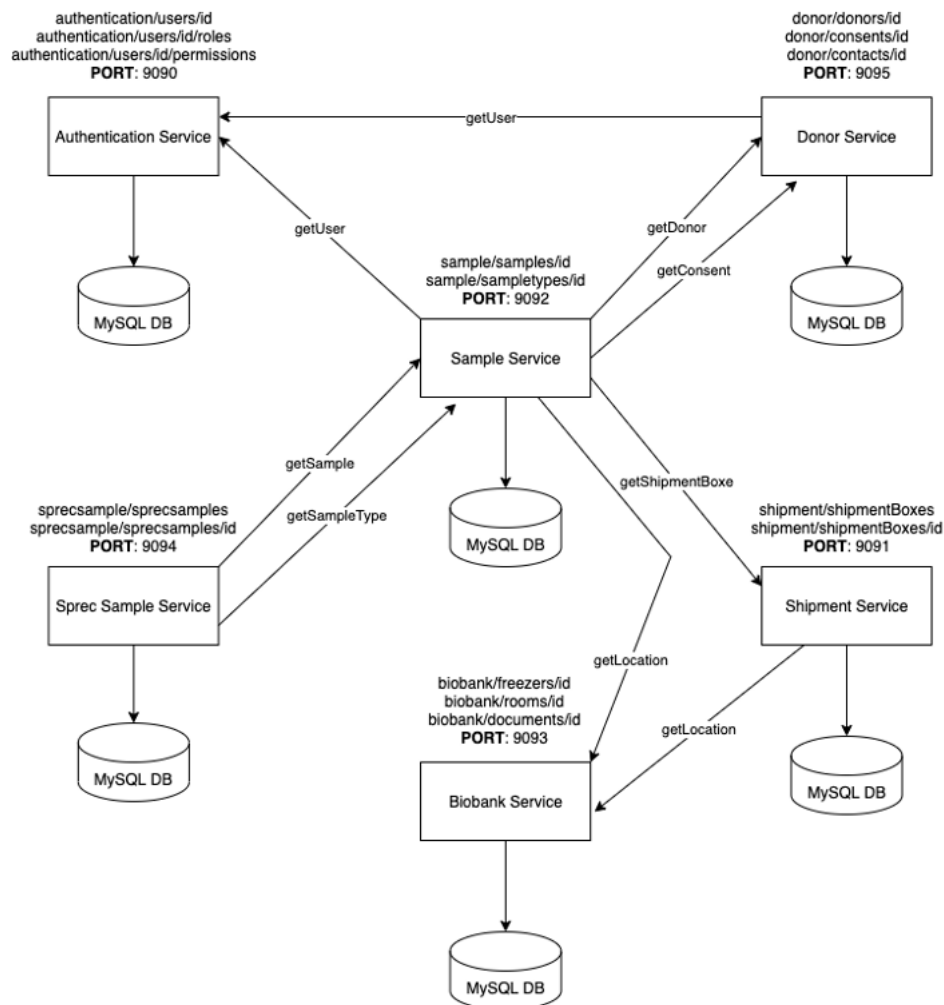 authentication/users/id
authentication/users/id/roles
authentication/users/id/permissions
PORT: 9090
Authentication Service
MySQL DB
donor/donors/id
donor/consents/id
donor/contacts/id
PORT: 9095
Donor Service
MySQL DB
getUser
getUser
getDonor
getConsent
sample/samples/id
sample/sampletypes/id
PORT: 9092
Sample Service
MySQL DB
getSample
getSampleType
getShipmentBoxe
sprecsample/sprecsamples
sprecsample/sprecsamples/id
PORT: 9094
Sprec Sample Service
MySQL DB
shipment/shipmentBoxes
shipment/shipmentBoxes/id
PORT: 9091
Shipment Service
MySQL DB
getLocation
getLocation
biobank/freezers/id
biobank/rooms/id
biobank/documents/id
PORT: 9093
Biobank Service
MySQL DB